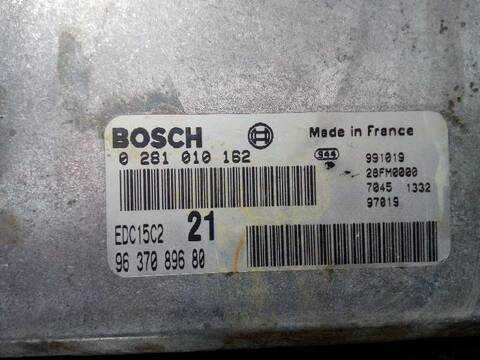 BOSCH
Made in France
0 281 010 162
991019
28FM0000
7045 1332
97019
EDC15C2 21
96 370 896 80